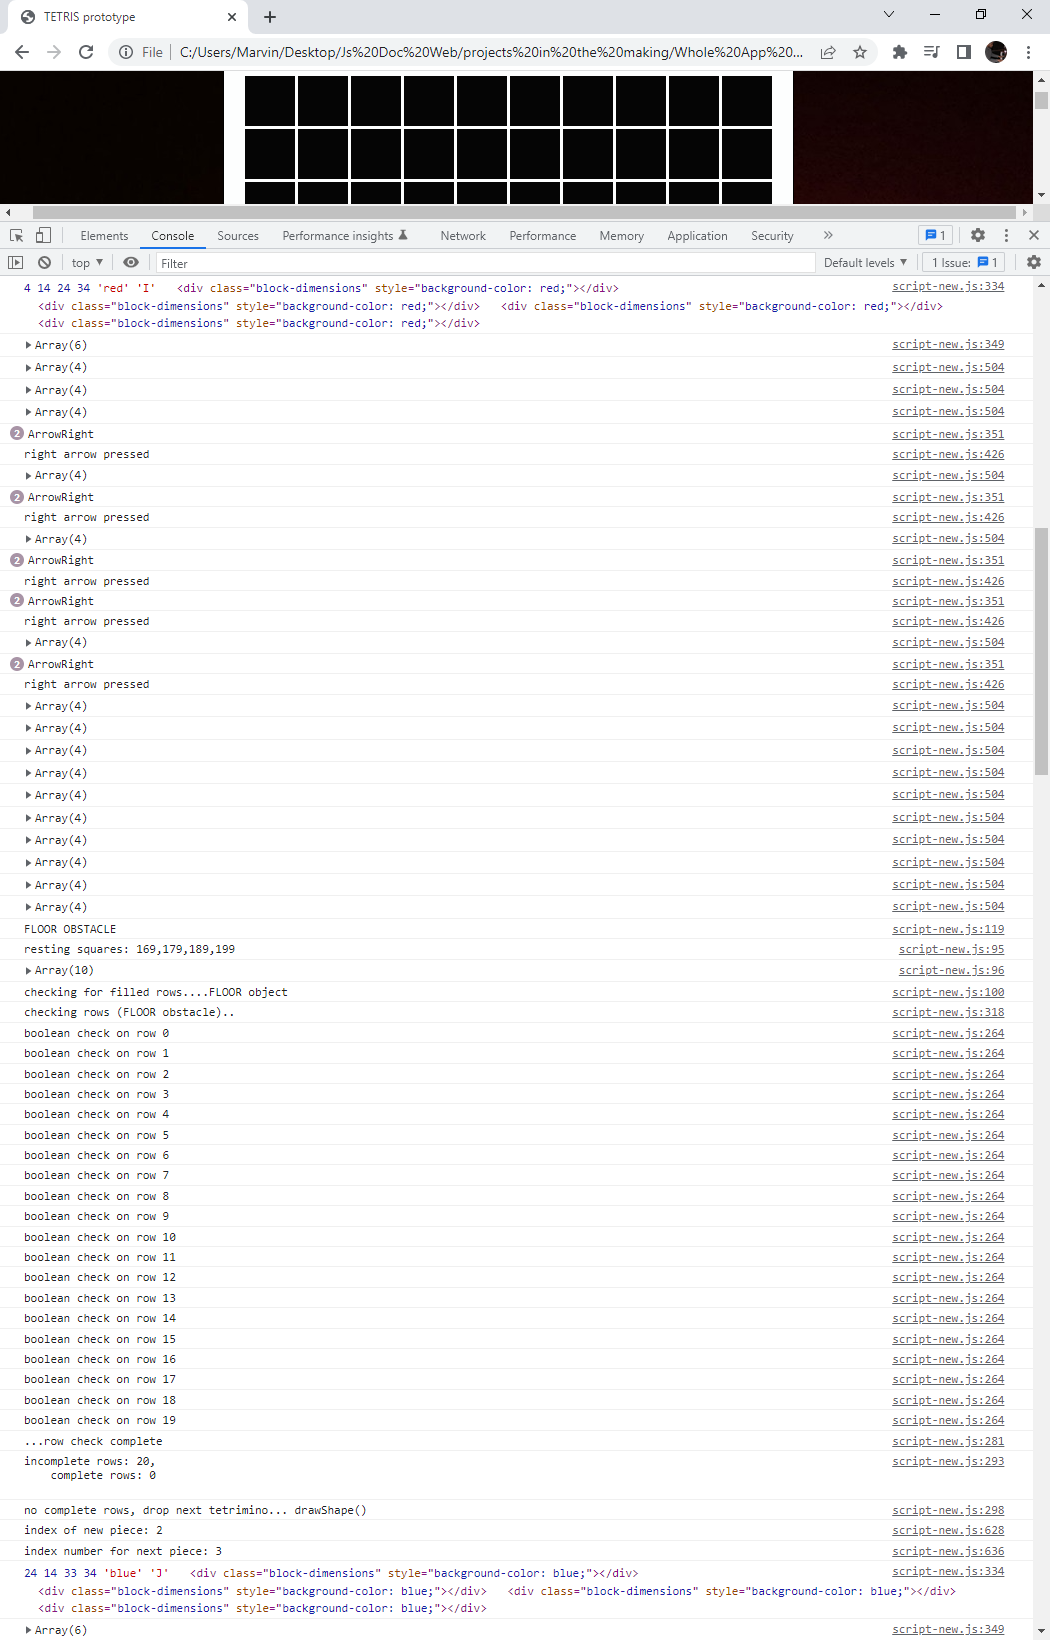 TETRIS prototype
File C:/Users/Marvin/Desktop/Js%20Doc%20Web/projects%20in%20the%20making/Whole%20App%20...
Elements Console Sources Performance insights Network Performance Memory Application Security » 1
top ▼ Filter Default levels ▼ 1 Issue: 1
4 14 24 34 'red' 'I' <div class="block-dimensions" style="background-color: red;"></div> script-new.js:334
<div class="block-dimensions" style="background-color: red;"></div> <div class="block-dimensions" style="background-color: red;"></div>
<div class="block-dimensions" style="background-color: red;"></div>
Array(6) script-new.js:349
Array(4) script-new.js:504
Array(4) script-new.js:504
Array(4) script-new.js:504
2 ArrowRight script-new.js:351
right arrow pressed script-new.js:426
Array(4) script-new.js:504
2 ArrowRight script-new.js:351
right arrow pressed script-new.js:426
Array(4) script-new.js:504
2 ArrowRight script-new.js:351
right arrow pressed script-new.js:426
2 ArrowRight script-new.js:351
right arrow pressed script-new.js:426
Array(4) script-new.js:504
2 ArrowRight script-new.js:351
right arrow pressed script-new.js:426
Array(4) script-new.js:504
Array(4) script-new.js:504
Array(4) script-new.js:504
Array(4) script-new.js:504
Array(4) script-new.js:504
Array(4) script-new.js:504
Array(4) script-new.js:504
Array(4) script-new.js:504
Array(4) script-new.js:504
Array(4) script-new.js:504
FLOOR OBSTACLE script-new.js:119
resting squares: 169,179,189,199 script-new.js:95
Array(10) script-new.js:96
checking for filled rows....FLOOR object script-new.js:100
checking rows (FLOOR obstacle).. script-new.js:318
boolean check on row 0 script-new.js:264
boolean check on row 1 script-new.js:264
boolean check on row 2 script-new.js:264
boolean check on row 3 script-new.js:264
boolean check on row 4 script-new.js:264
boolean check on row 5 script-new.js:264
boolean check on row 6 script-new.js:264
boolean check on row 7 script-new.js:264
boolean check on row 8 script-new.js:264
boolean check on row 9 script-new.js:264
boolean check on row 10 script-new.js:264
boolean check on row 11 script-new.js:264
boolean check on row 12 script-new.js:264
boolean check on row 13 script-new.js:264
boolean check on row 14 script-new.js:264
boolean check on row 15 script-new.js:264
boolean check on row 16 script-new.js:264
boolean check on row 17 script-new.js:264
boolean check on row 18 script-new.js:264
boolean check on row 19 script-new.js:264
...row check complete script-new.js:281
incomplete rows: 20, script-new.js:293
complete rows: 0
no complete rows, drop next tetrimino... drawShape() script-new.js:298
index of new piece: 2 script-new.js:628
index number for next piece: 3 script-new.js:636
24 14 33 34 'blue' 'J' <div class="block-dimensions" style="background-color: blue;"></div> script-new.js:334
<div class="block-dimensions" style="background-color: blue;"></div> <div class="block-dimensions" style="background-color: blue;"></div>
<div class="block-dimensions" style="background-color: blue;"></div>
Array(6) script-new.js:349